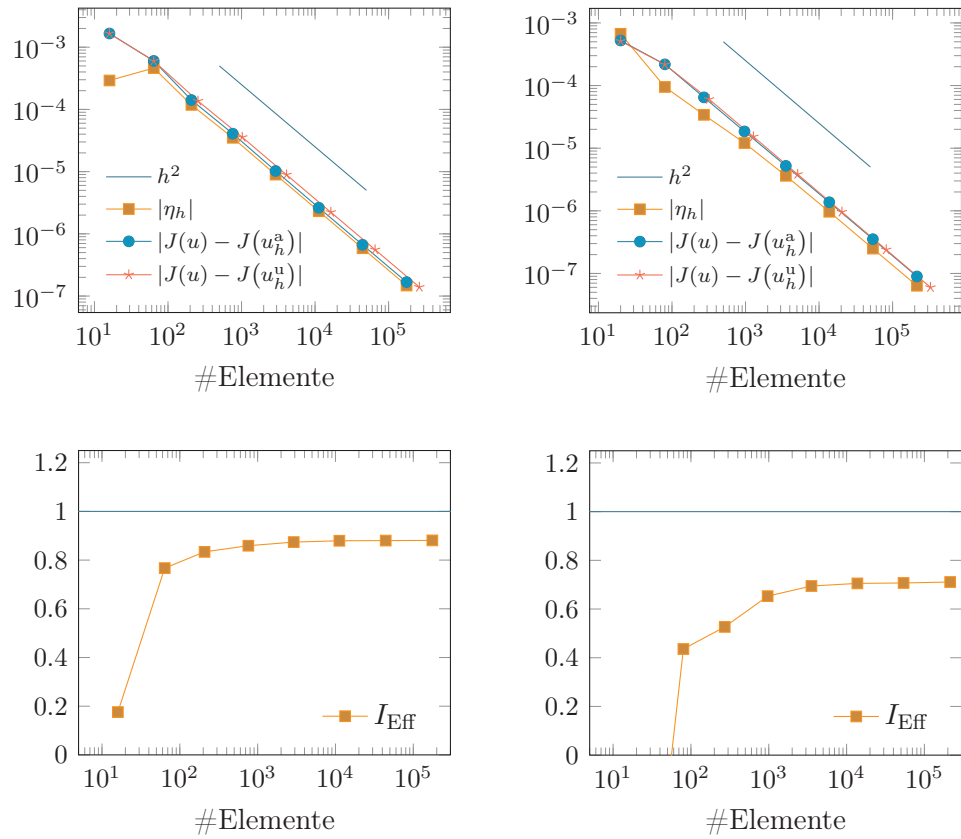 10^{-3}
10^{-4}
10^{-5}
10^{-6}
10^{-7}
h^2
|η_h|
|J(u) − J(u_h^a)|
|J(u) − J(u_h^u)|
10^1 10^2 10^3 10^4 10^5
#Elemente
10^{-3}
10^{-4}
10^{-5}
10^{-6}
10^{-7}
h^2
|η_h|
|J(u) − J(u_h^a)|
|J(u) − J(u_h^u)|
10^1 10^2 10^3 10^4 10^5
#Elemente
1.2
1
0.8
0.6
0.4
0.2
0
I_Eff
10^1 10^2 10^3 10^4 10^5
#Elemente
1.2
1
0.8
0.6
0.4
0.2
0
I_Eff
10^1 10^2 10^3 10^4 10^5
#Elemente